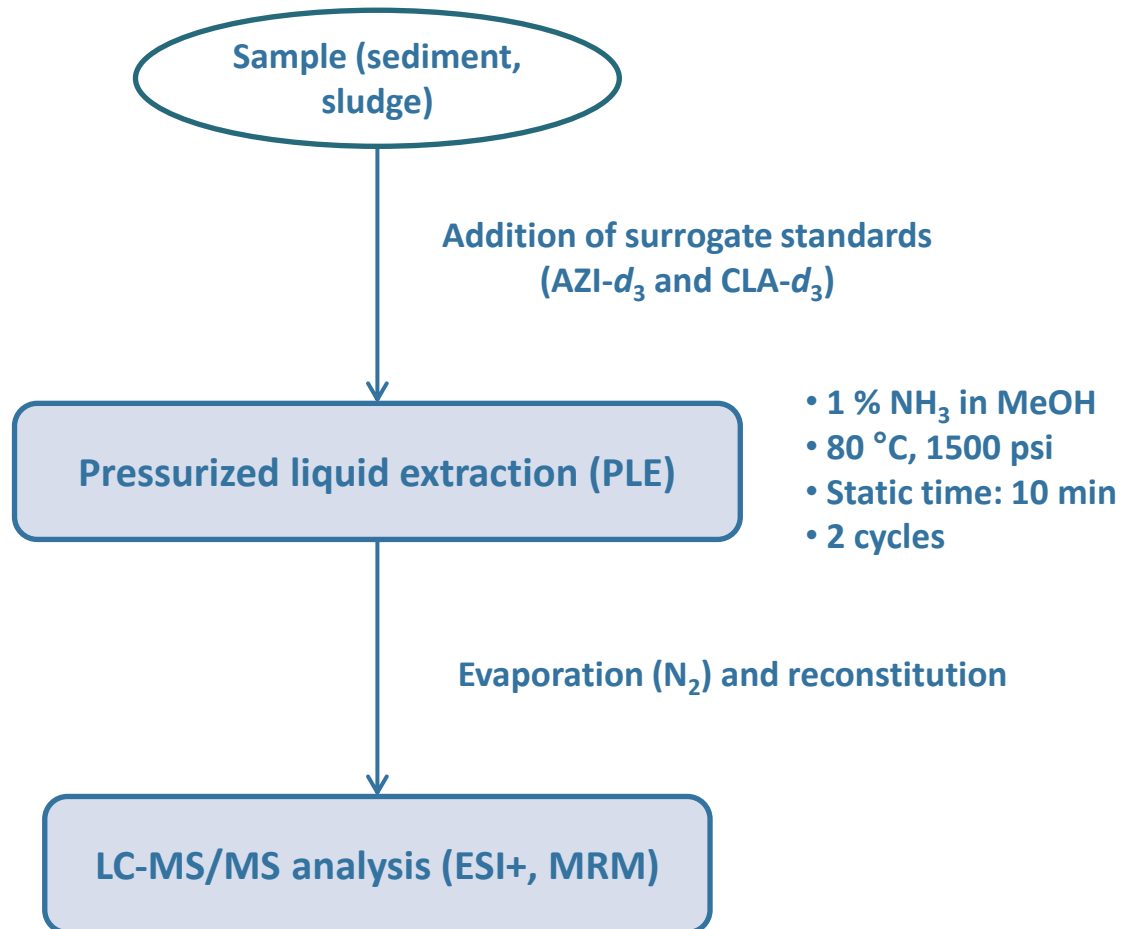 Sample (sediment,
sludge)
Addition of surrogate standards
(AZI-d₃ and CLA-d₃)
Pressurized liquid extraction (PLE)
• 1 % NH₃ in MeOH
• 80 °C, 1500 psi
• Static time: 10 min
• 2 cycles
Evaporation (N₂) and reconstitution
LC-MS/MS analysis (ESI+, MRM)